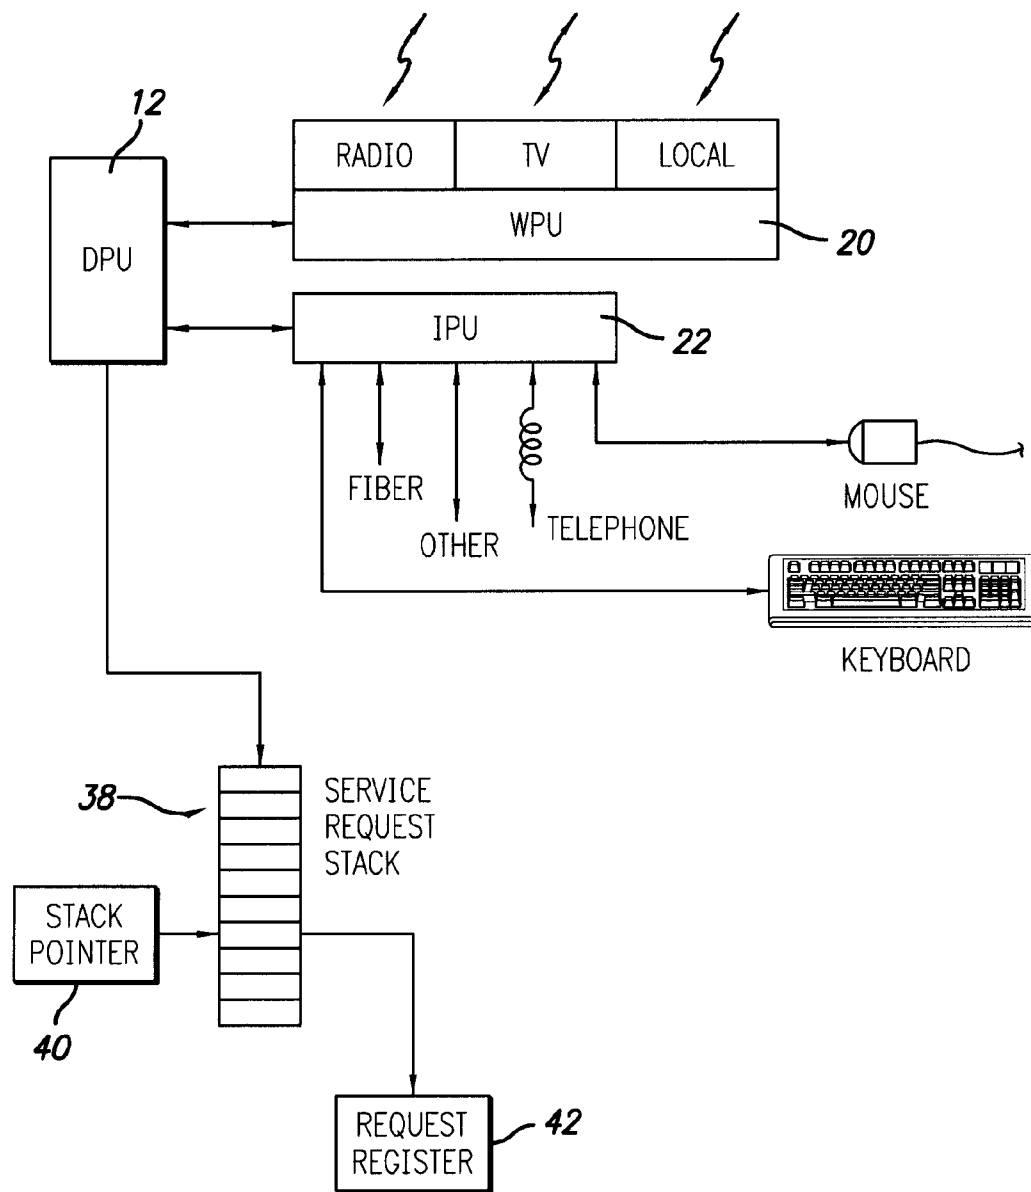 12
RADIO
TV
LOCAL
DPU
WPU
20
IPU
22
FIBER
MOUSE
OTHER
TELEPHONE
KEYBOARD
38
SERVICE
REQUEST
STACK
STACK
POINTER
40
REQUEST
REGISTER
42